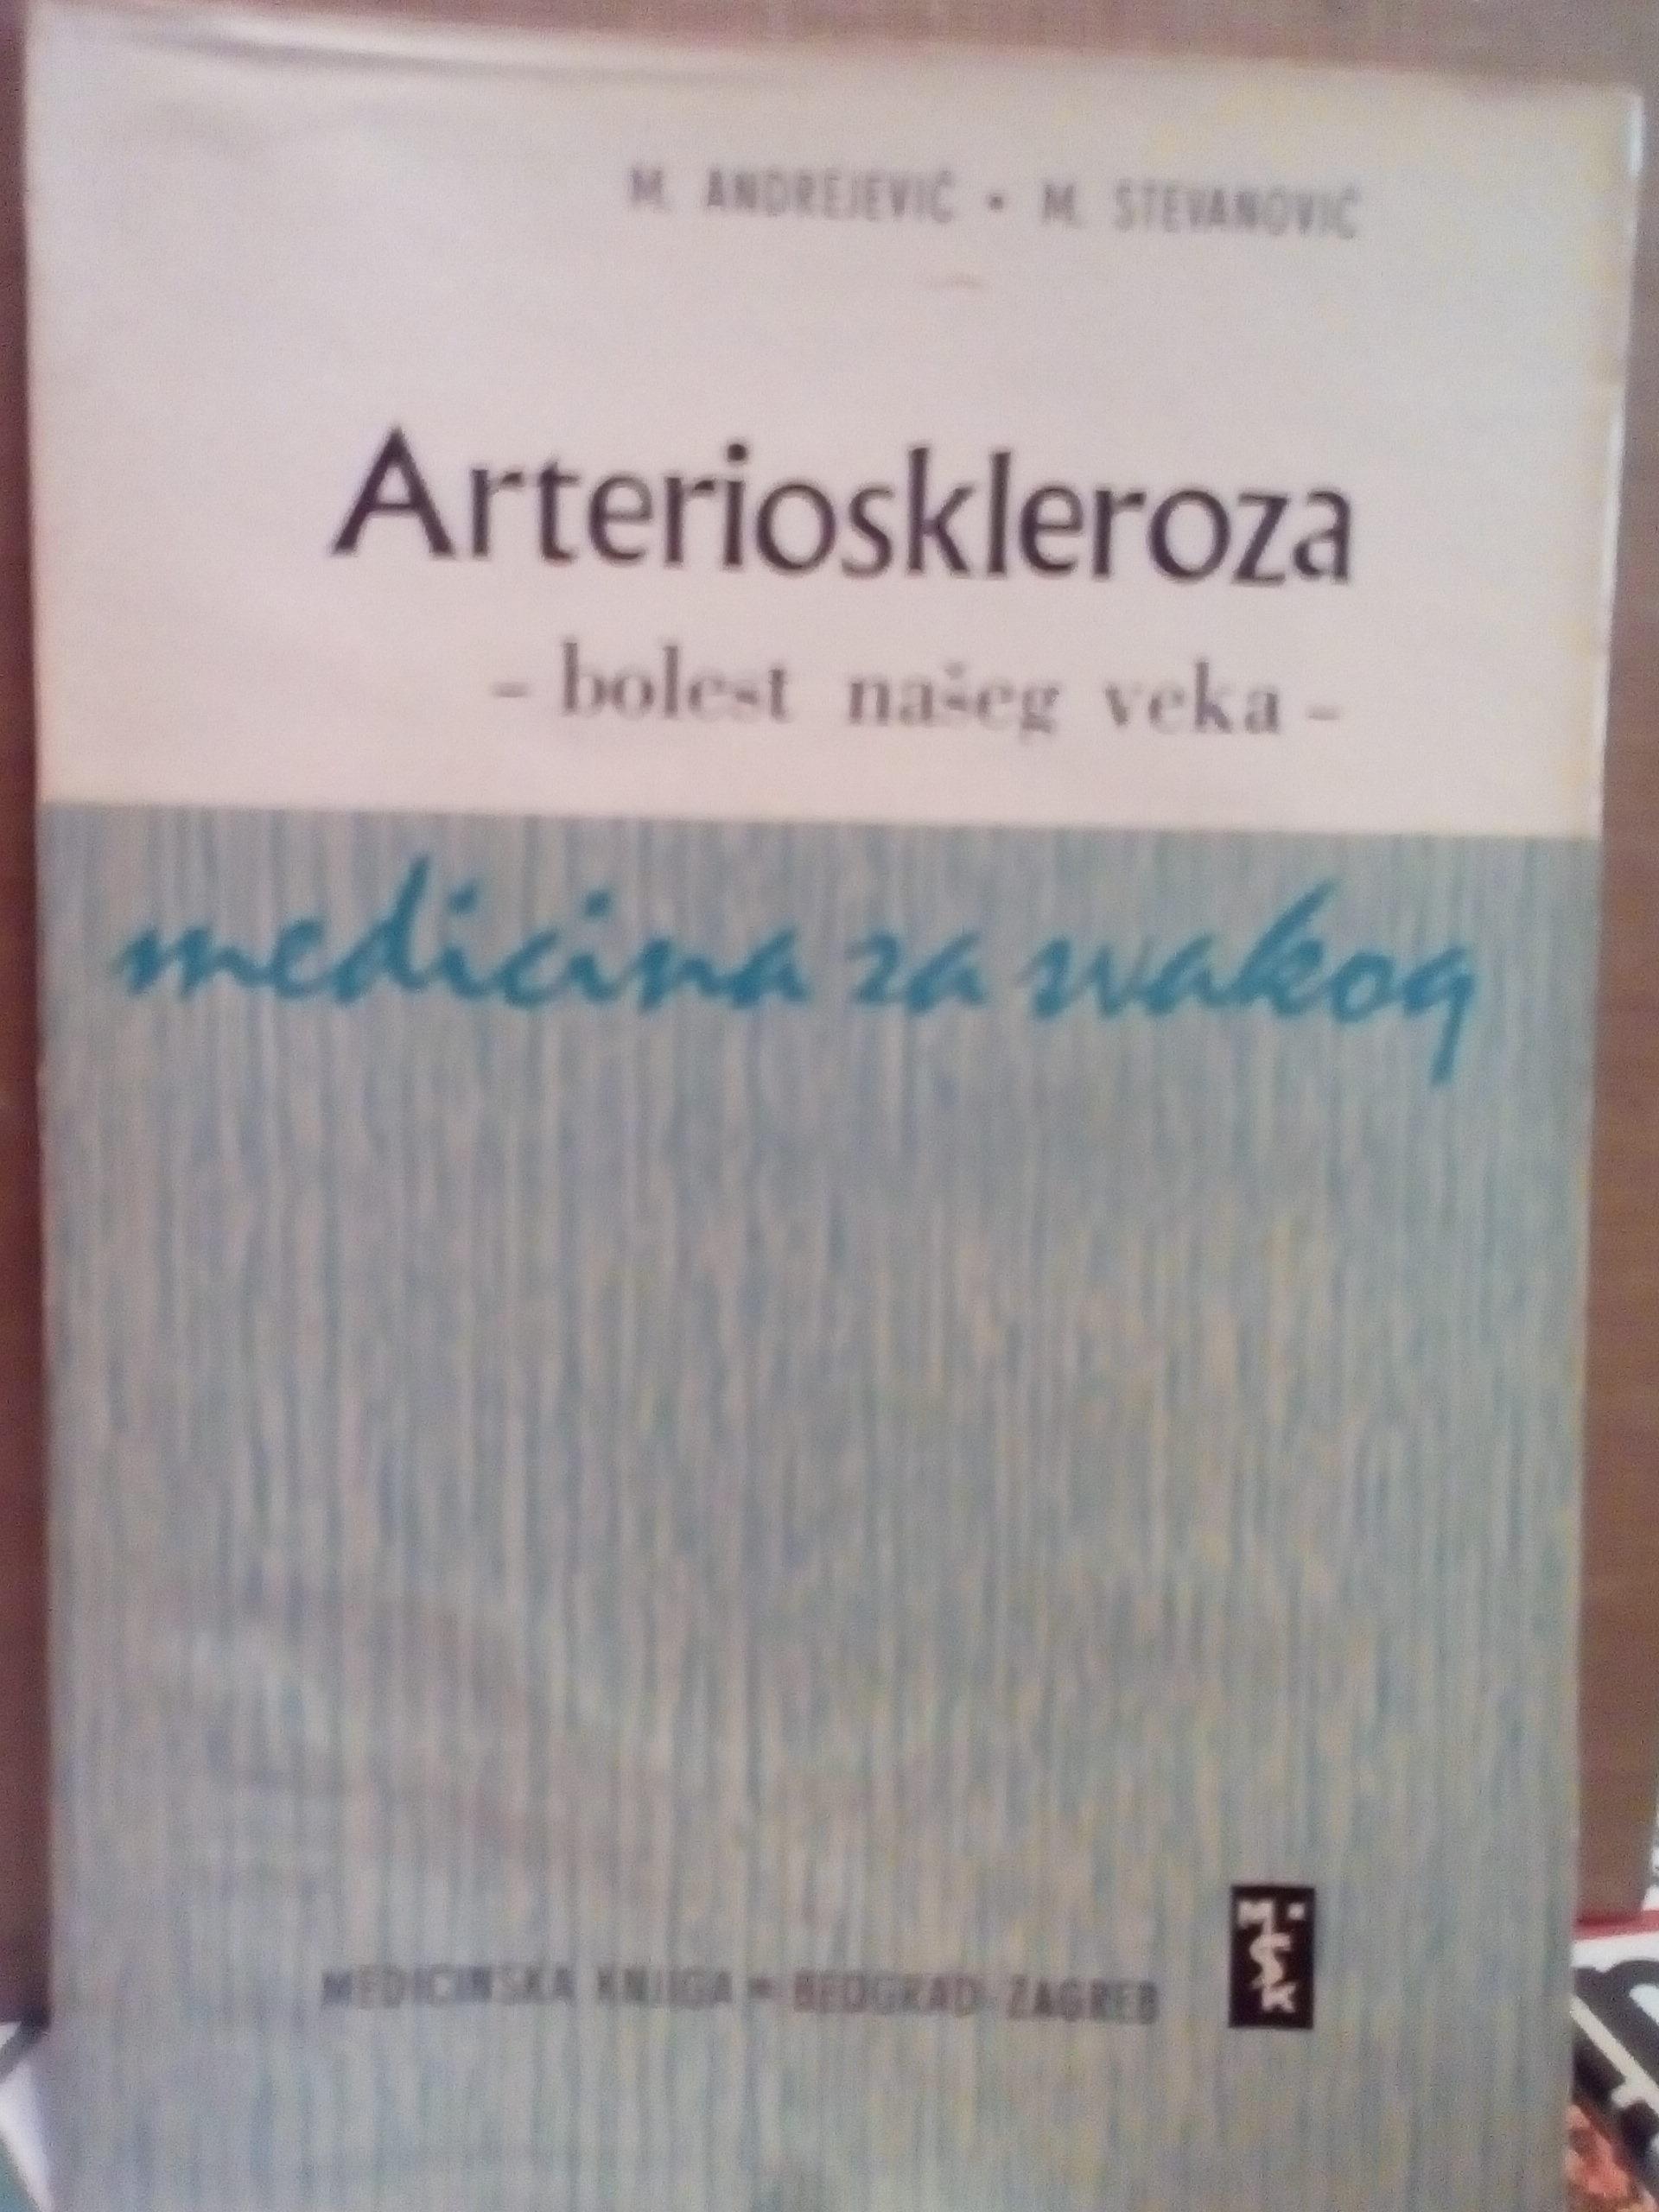 M. ANDREJEVIĆ • M. STEVANOVIĆ
Arterioskleroza
– bolest našeg veka –
medicina za svakog
MEDICINSKA KNJIGA • BEOGRAD-ZAGREB